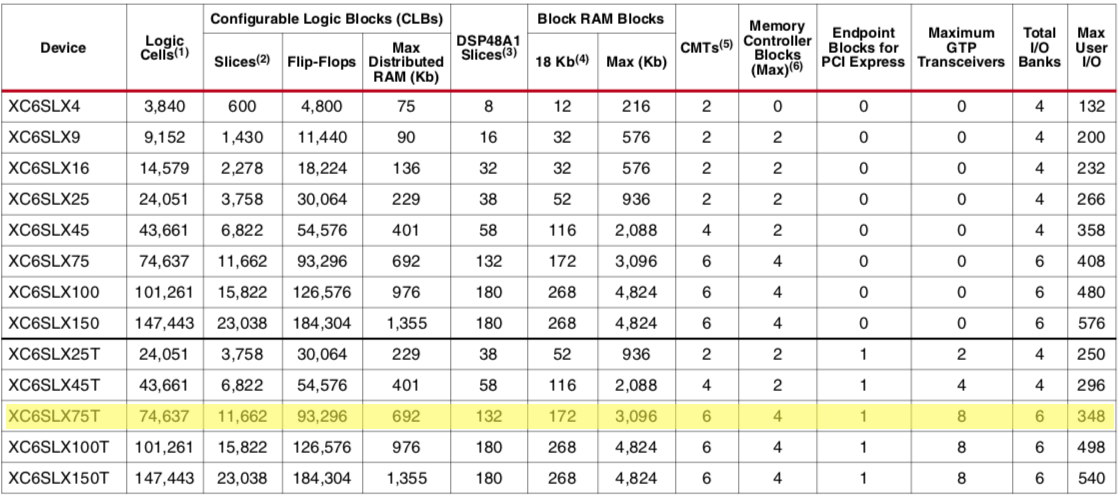 Device Logic Cells(1) Configurable Logic Blocks (CLBs) DSP48A1 Slices(3) Block RAM Blocks CMTs(5) Memory Controller Blocks (Max)(6) Endpoint Blocks for PCI Express Maximum GTP Transceivers Total I/O Banks Max User I/O
Slices(2) Flip-Flops Max Distributed RAM (Kb) 18 Kb(4) Max (Kb)
XC6SLX4 3,840 600 4,800 75 8 12 216 2 0 0 0 4 132
XC6SLX9 9,152 1,430 11,440 90 16 32 576 2 2 0 0 4 200
XC6SLX16 14,579 2,278 18,224 136 32 32 576 2 2 0 0 4 232
XC6SLX25 24,051 3,758 30,064 229 38 52 936 2 2 0 0 4 266
XC6SLX45 43,661 6,822 54,576 401 58 116 2,088 4 2 0 0 4 358
XC6SLX75 74,637 11,662 93,296 692 132 172 3,096 6 4 0 0 6 408
XC6SLX100 101,261 15,822 126,576 976 180 268 4,824 6 4 0 0 6 480
XC6SLX150 147,443 23,038 184,304 1,355 180 268 4,824 6 4 0 0 6 576
XC6SLX25T 24,051 3,758 30,064 229 38 52 936 2 2 1 2 4 250
XC6SLX45T 43,661 6,822 54,576 401 58 116 2,088 4 2 1 4 4 296
XC6SLX75T 74,637 11,662 93,296 692 132 172 3,096 6 4 1 8 6 348
XC6SLX100T 101,261 15,822 126,576 976 180 268 4,824 6 4 1 8 6 498
XC6SLX150T 147,443 23,038 184,304 1,355 180 268 4,824 6 4 1 8 6 540